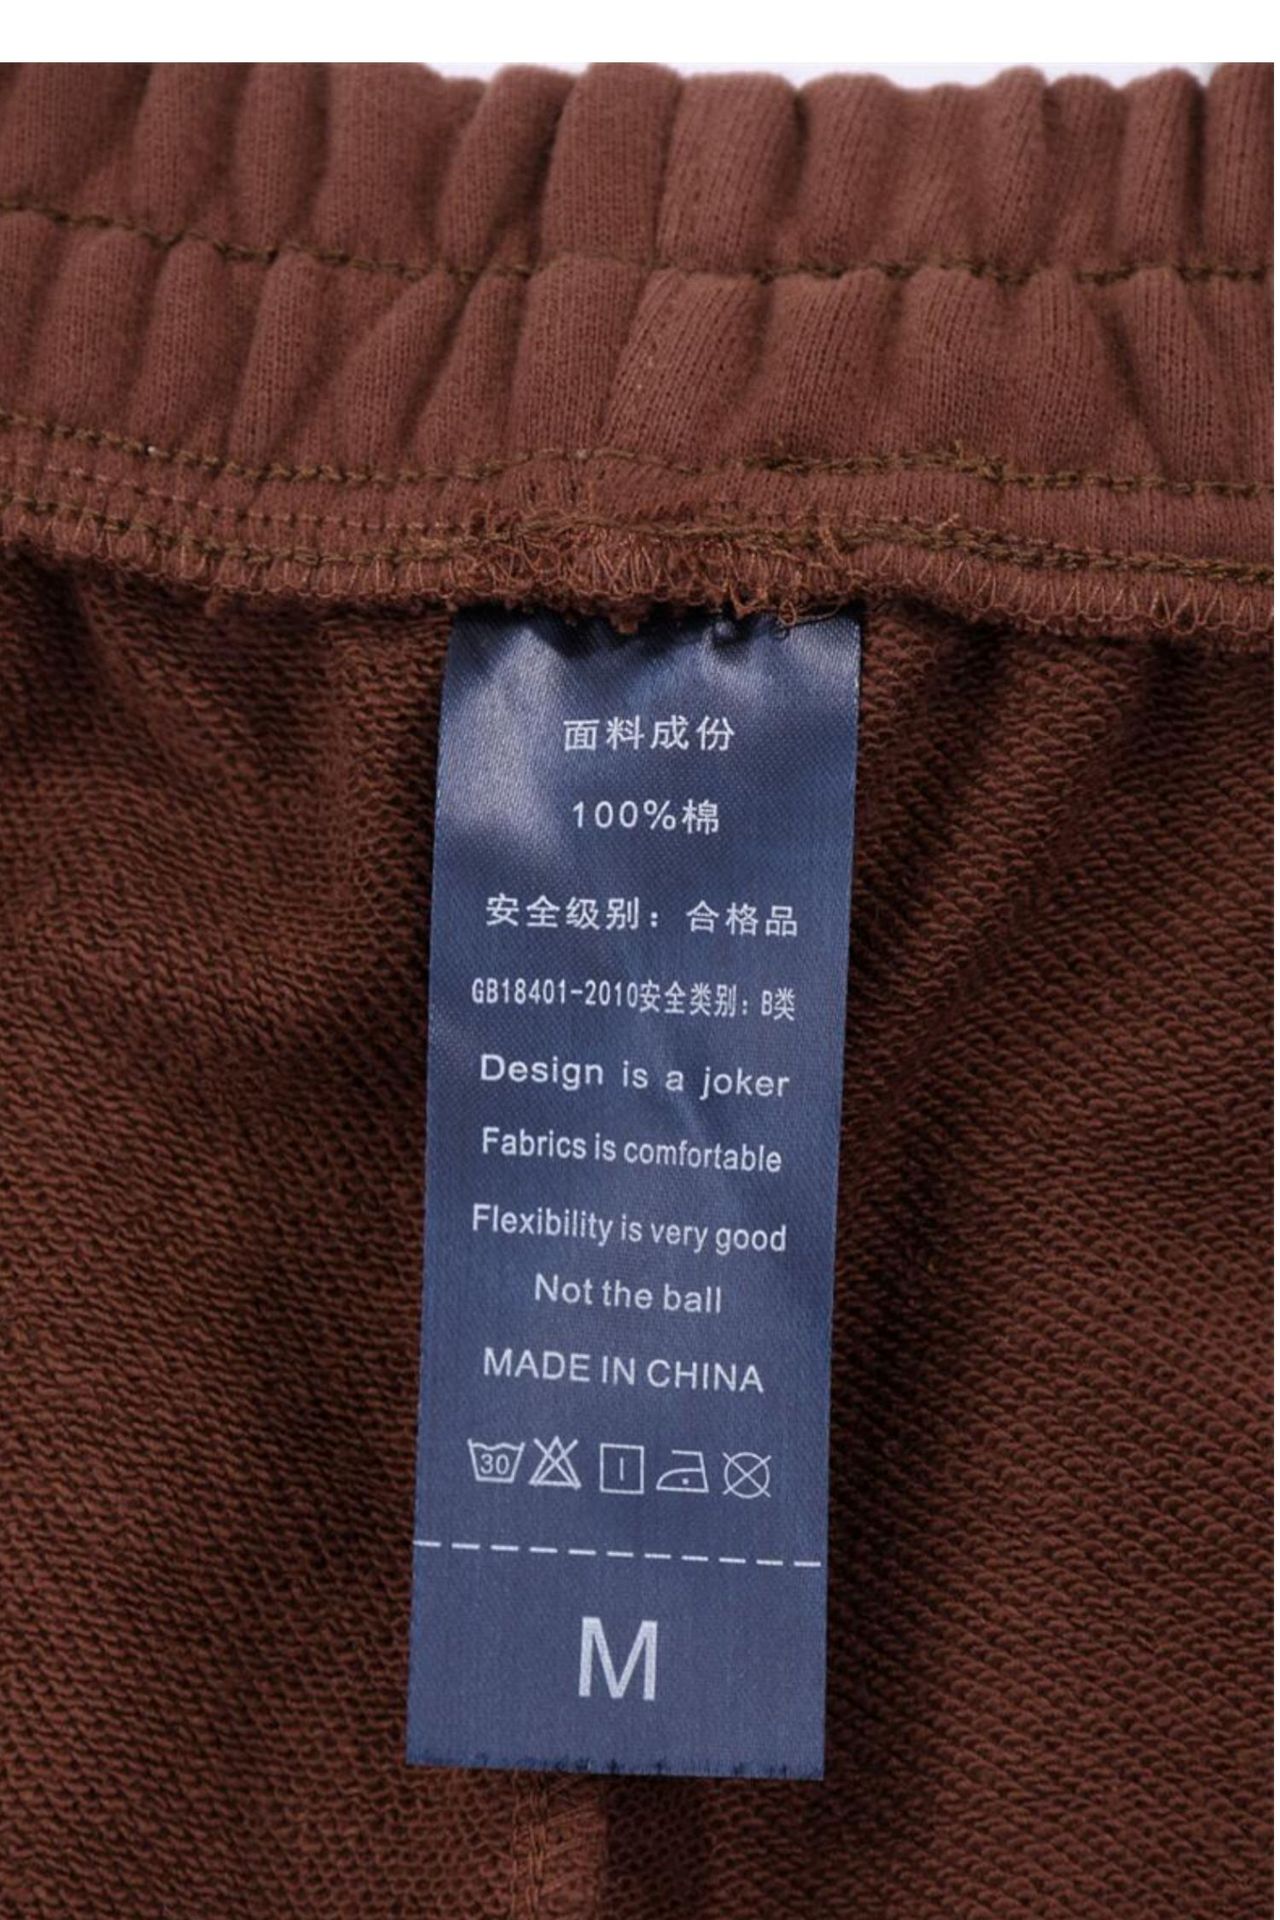 面料成份
100%棉
安全级别：合格品
GB18401-2010安全类别：B类
Design is a joker
Fabrics is comfortable
Flexibility is very good
Not the ball
MADE IN CHINA
30
M